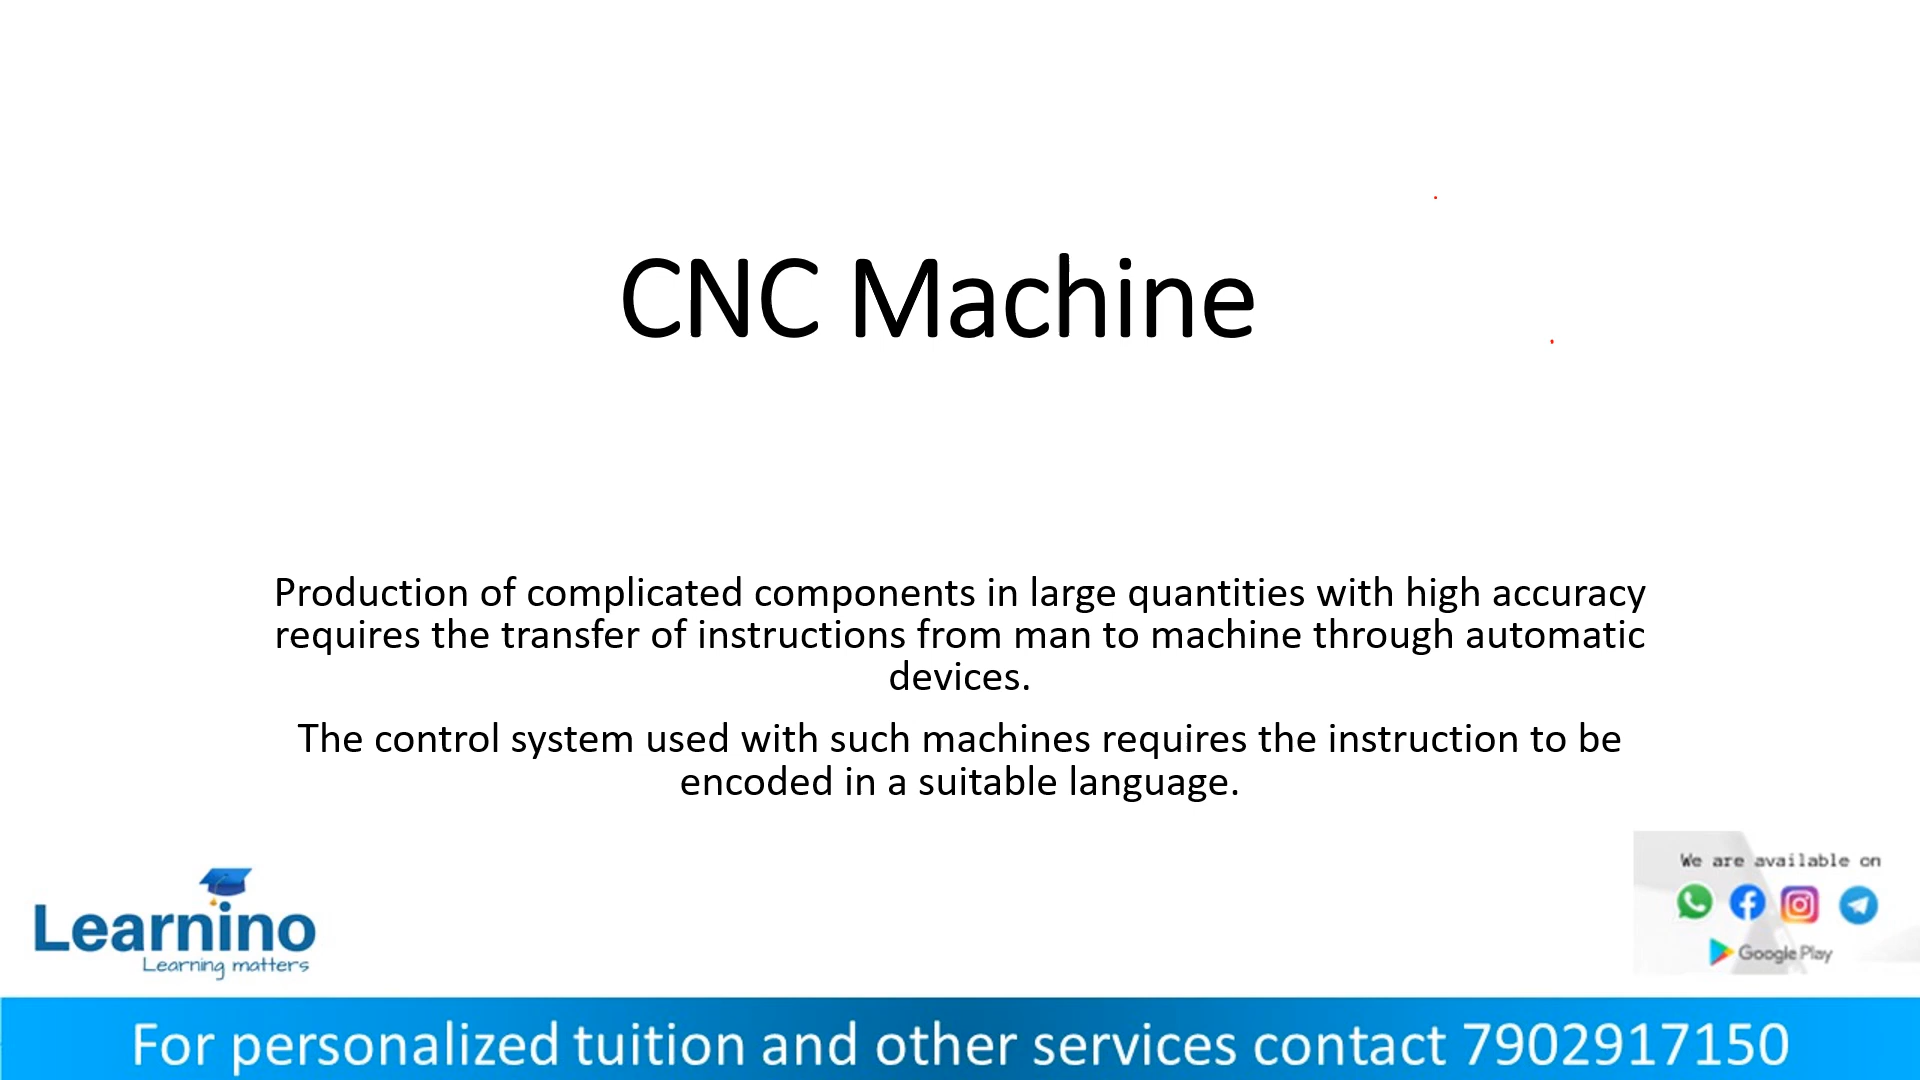 CNC Machine
Production of complicated components in large quantities with high accuracy
requires the transfer of instructions from man to machine through automatic
devices.
The control system used with such machines requires the instruction to be
encoded in a suitable language.
We are available on
Google Play
Learnino
Learning matters
For personalized tuition and other services contact 7902917150